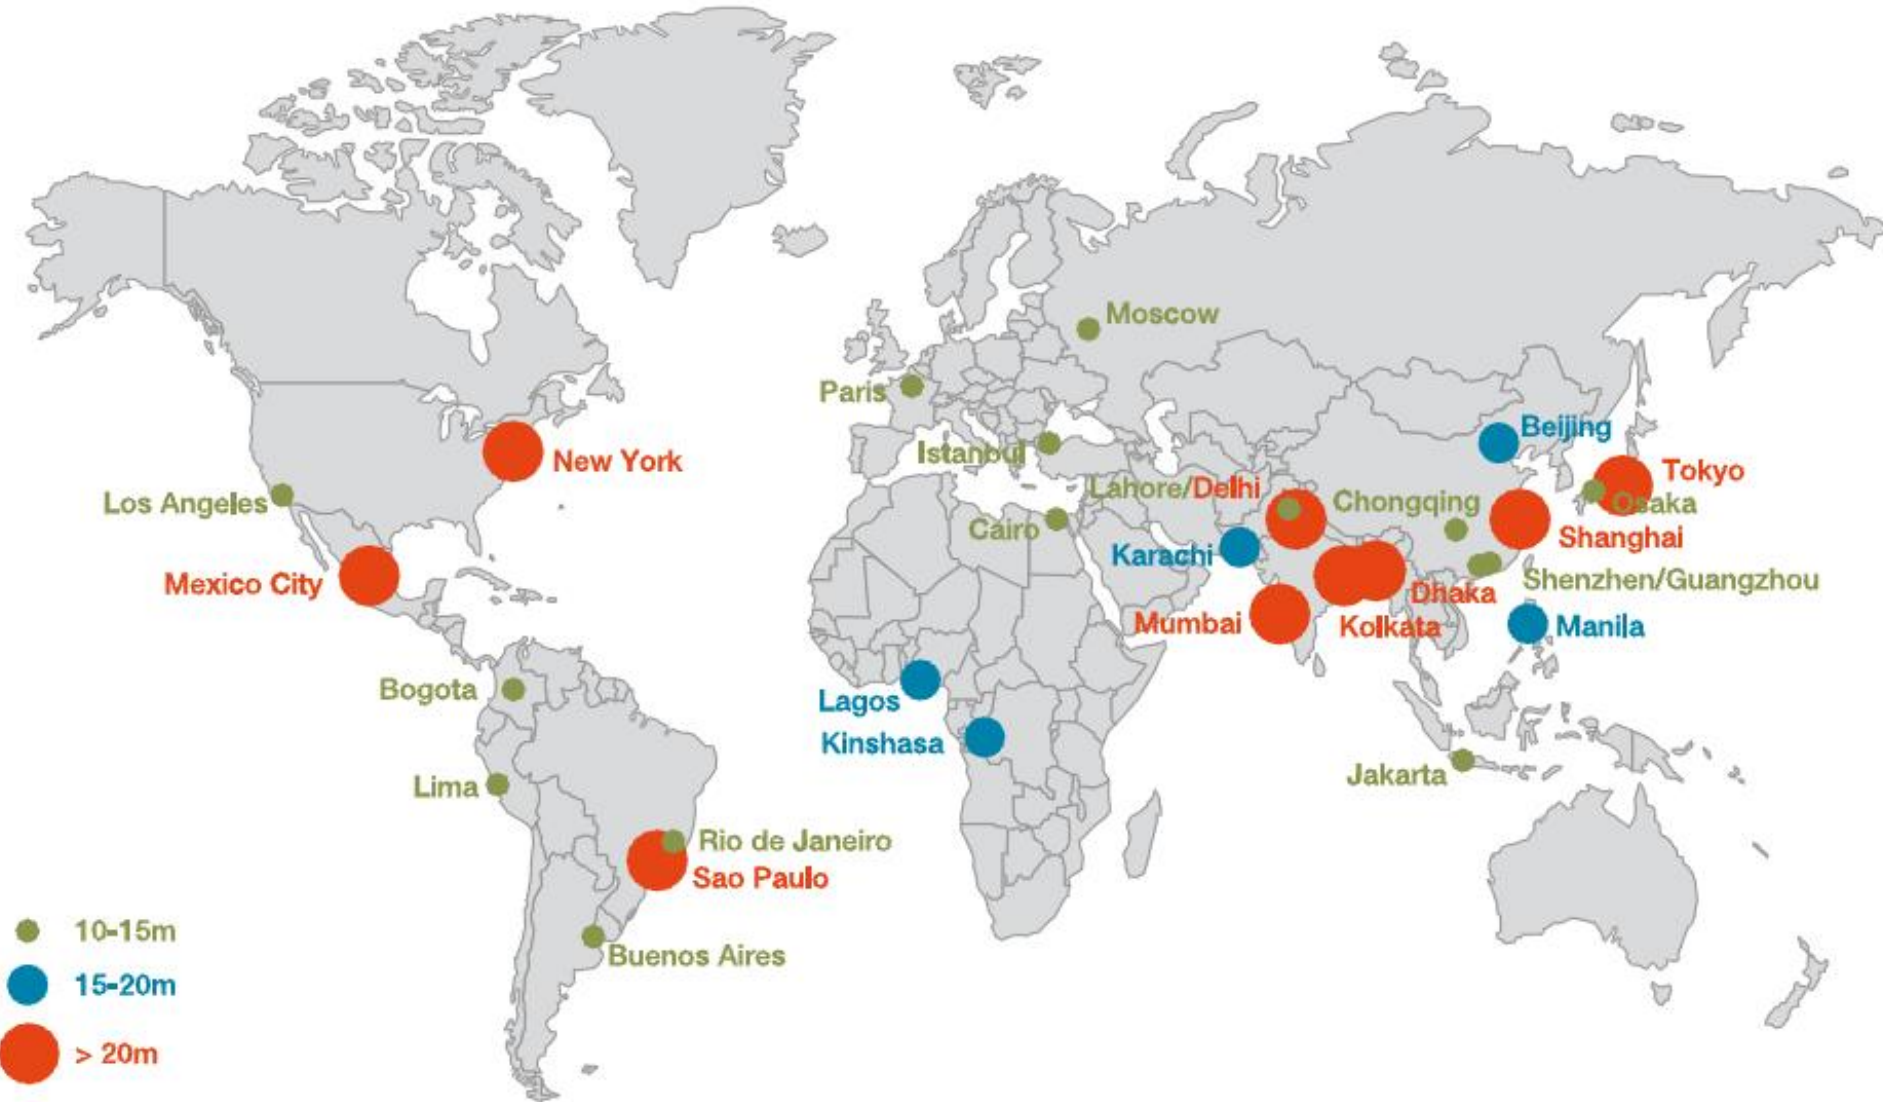 Moscow
Paris
Beijing
Istanbul
New York
Tokyo
Lahore/Delhi
Chongqing
Osaka
Los Angeles
Cairo
Shanghai
Karachi
Mexico City
Shenzhen/Guangzhou
Dhaka
Mumbai
Kolkata
Manila
Bogota
Lagos
Kinshasa
Jakarta
Lima
Rio de Janeiro
Sao Paulo
Buenos Aires
10-15m
15-20m
> 20m